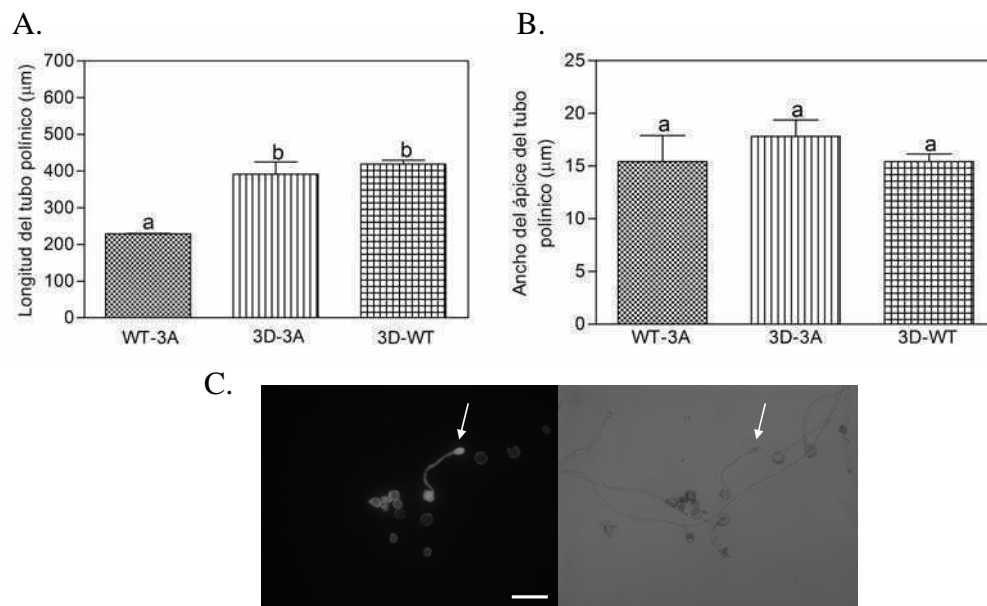 A.
Longitud del tubo polínico (μm)
700
600
500
400
300
200
100
0
a
b
b
WT-3A
3D-3A
3D-WT
B.
Ancho del ápice del tubo
polínico (μm)
25
20
15
10
5
0
a
a
a
WT-3A
3D-3A
3D-WT
C.